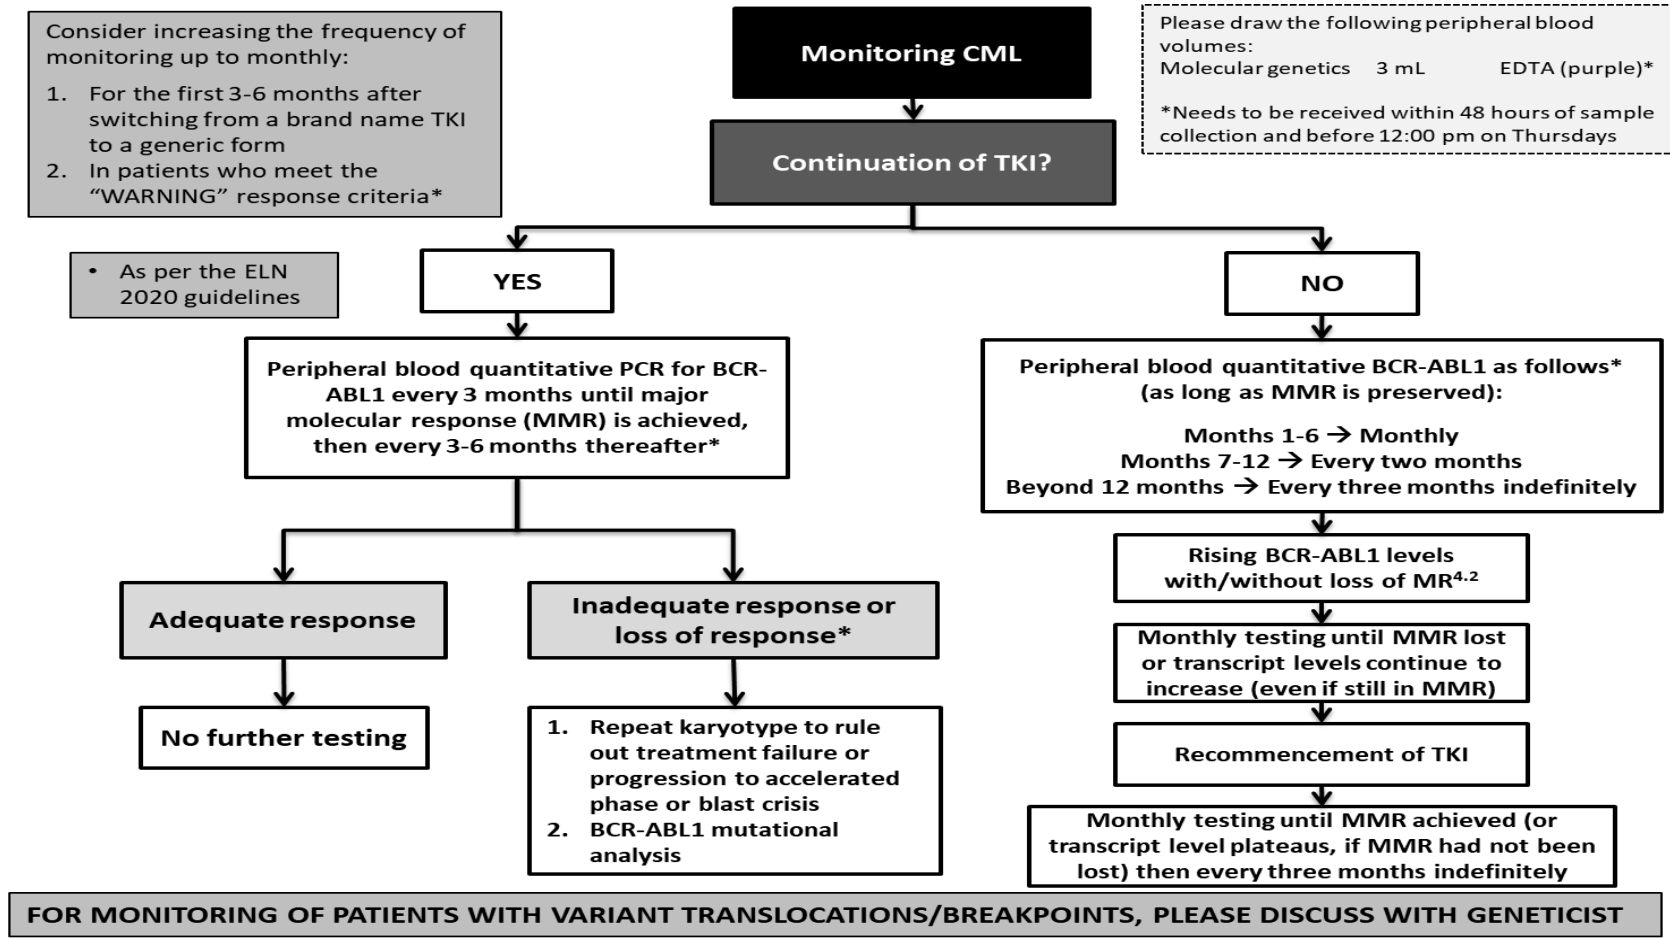 Consider increasing the frequency of
monitoring up to monthly:
1. For the first 3-6 months after
switching from a brand name TKI
to a generic form
2. In patients who meet the
“WARNING” response criteria*
Monitoring CML
Please draw the following peripheral blood
volumes:
Molecular genetics 3 mL EDTA (purple)*
*Needs to be received within 48 hours of sample
collection and before 12:00 pm on Thursdays
Continuation of TKI?
• As per the ELN
2020 guidelines
YES
NO
Peripheral blood quantitative PCR for BCR-
ABL1 every 3 months until major
molecular response (MMR) is achieved,
then every 3-6 months thereafter*
Peripheral blood quantitative BCR-ABL1 as follows*
(as long as MMR is preserved):
Months 1-6 → Monthly
Months 7-12 → Every two months
Beyond 12 months → Every three months indefinitely
Adequate response
Inadequate response or
loss of response*
No further testing
1. Repeat karyotype to rule
out treatment failure or
progression to accelerated
phase or blast crisis
2. BCR-ABL1 mutational
analysis
Rising BCR-ABL1 levels
with/without loss of MR4.2
Monthly testing until MMR lost
or transcript levels continue to
increase (even if still in MMR)
Recommencement of TKI
Monthly testing until MMR achieved (or
transcript level plateaus, if MMR had not been
lost) then every three months indefinitely
FOR MONITORING OF PATIENTS WITH VARIANT TRANSLOCATIONS/BREAKPOINTS, PLEASE DISCUSS WITH GENETICIST